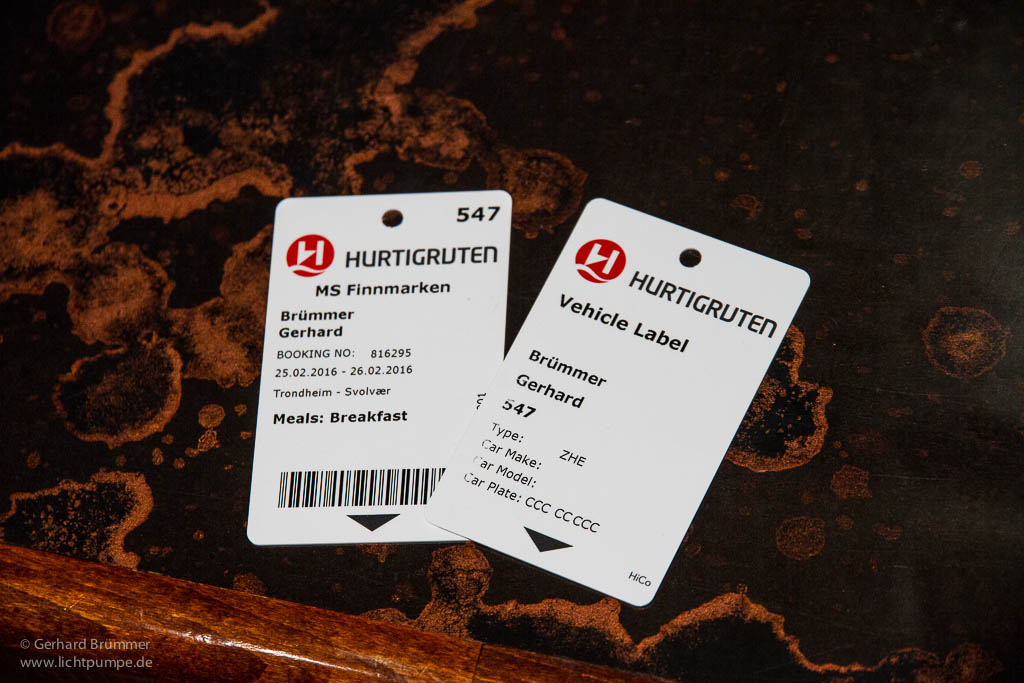 547
HURTIGRUTEN
MS Finnmarken
Brümmer
Gerhard
BOOKING NO: 816295
25.02.2016 - 26.02.2016
Trondheim - Svolvær
Meals: Breakfast
HURTIGRUTEN
Vehicle Label
Brümmer
Gerhard
547
Type: ZHE
Car Make:
Car Model:
Car Plate: CCC CC CCC
HiCo
© Gerhard Brümmer
www.lichtpumpe.de